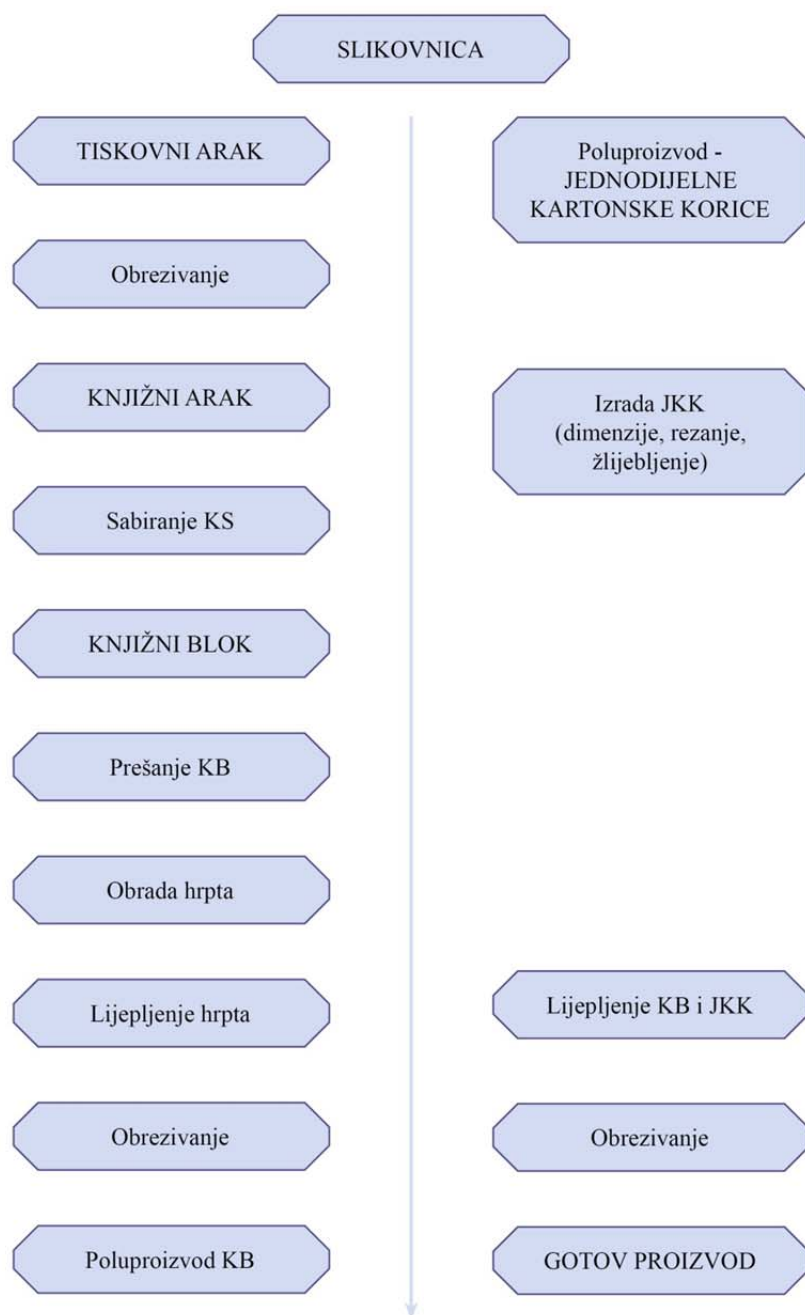 SLIKOVNICA
TISKOVNI ARAK
Obrezivanje
KNJIŽNI ARAK
Sabiranje KS
KNJIŽNI BLOK
Prešanje KB
Obrada hrpta
Lijepljenje hrpta
Obrezivanje
Poluproizvod KB
Poluproizvod -
JEDNODIJELNE
KARTONSKE KORICE
Izrada JKK
(dimenzije, rezanje,
žlijebljenje)
Lijepljenje KB i JKK
Obrezivanje
GOTOV PROIZVOD